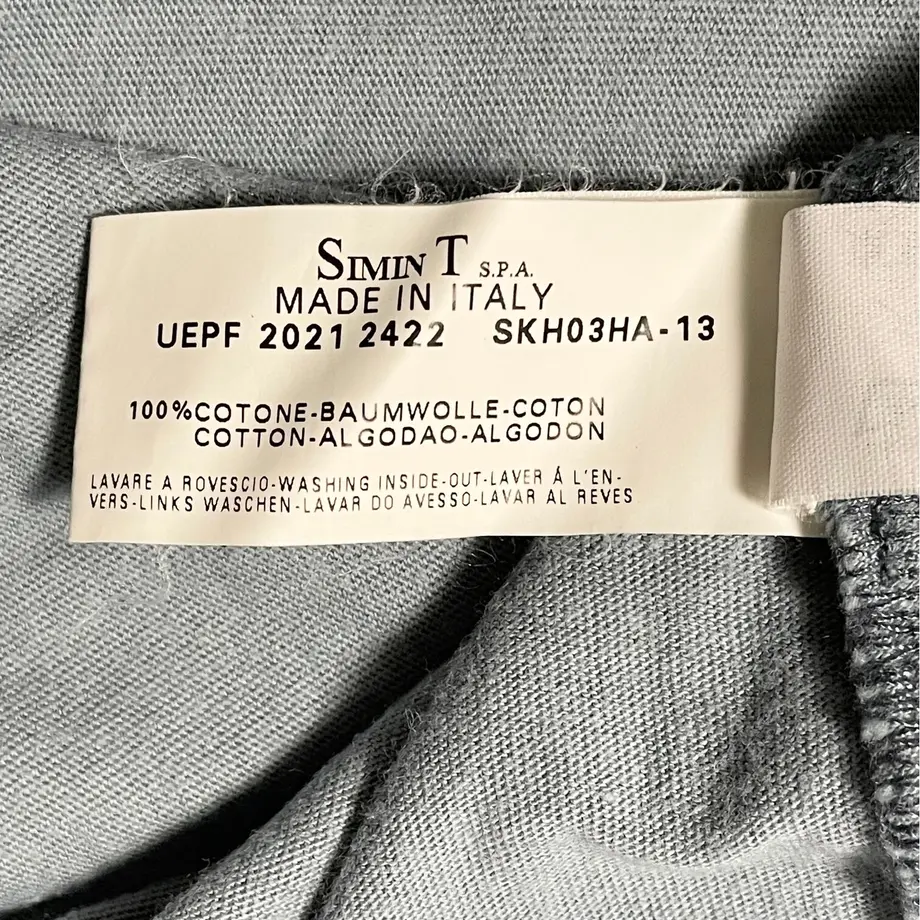 SIMIN T S.P.A.
MADE IN ITALY
UEPF 2021 2422 SKH03HA-13
100%COTONE-BAUMWOLLE-COTON
COTTON-ALGODAO-ALGODON
LAVARE A ROVESCIO-WASHING INSIDE-OUT-LAVER Á L'EN-
VERS-LINKS WASCHEN-LAVAR DO AVESSO-LAVAR AL REVES